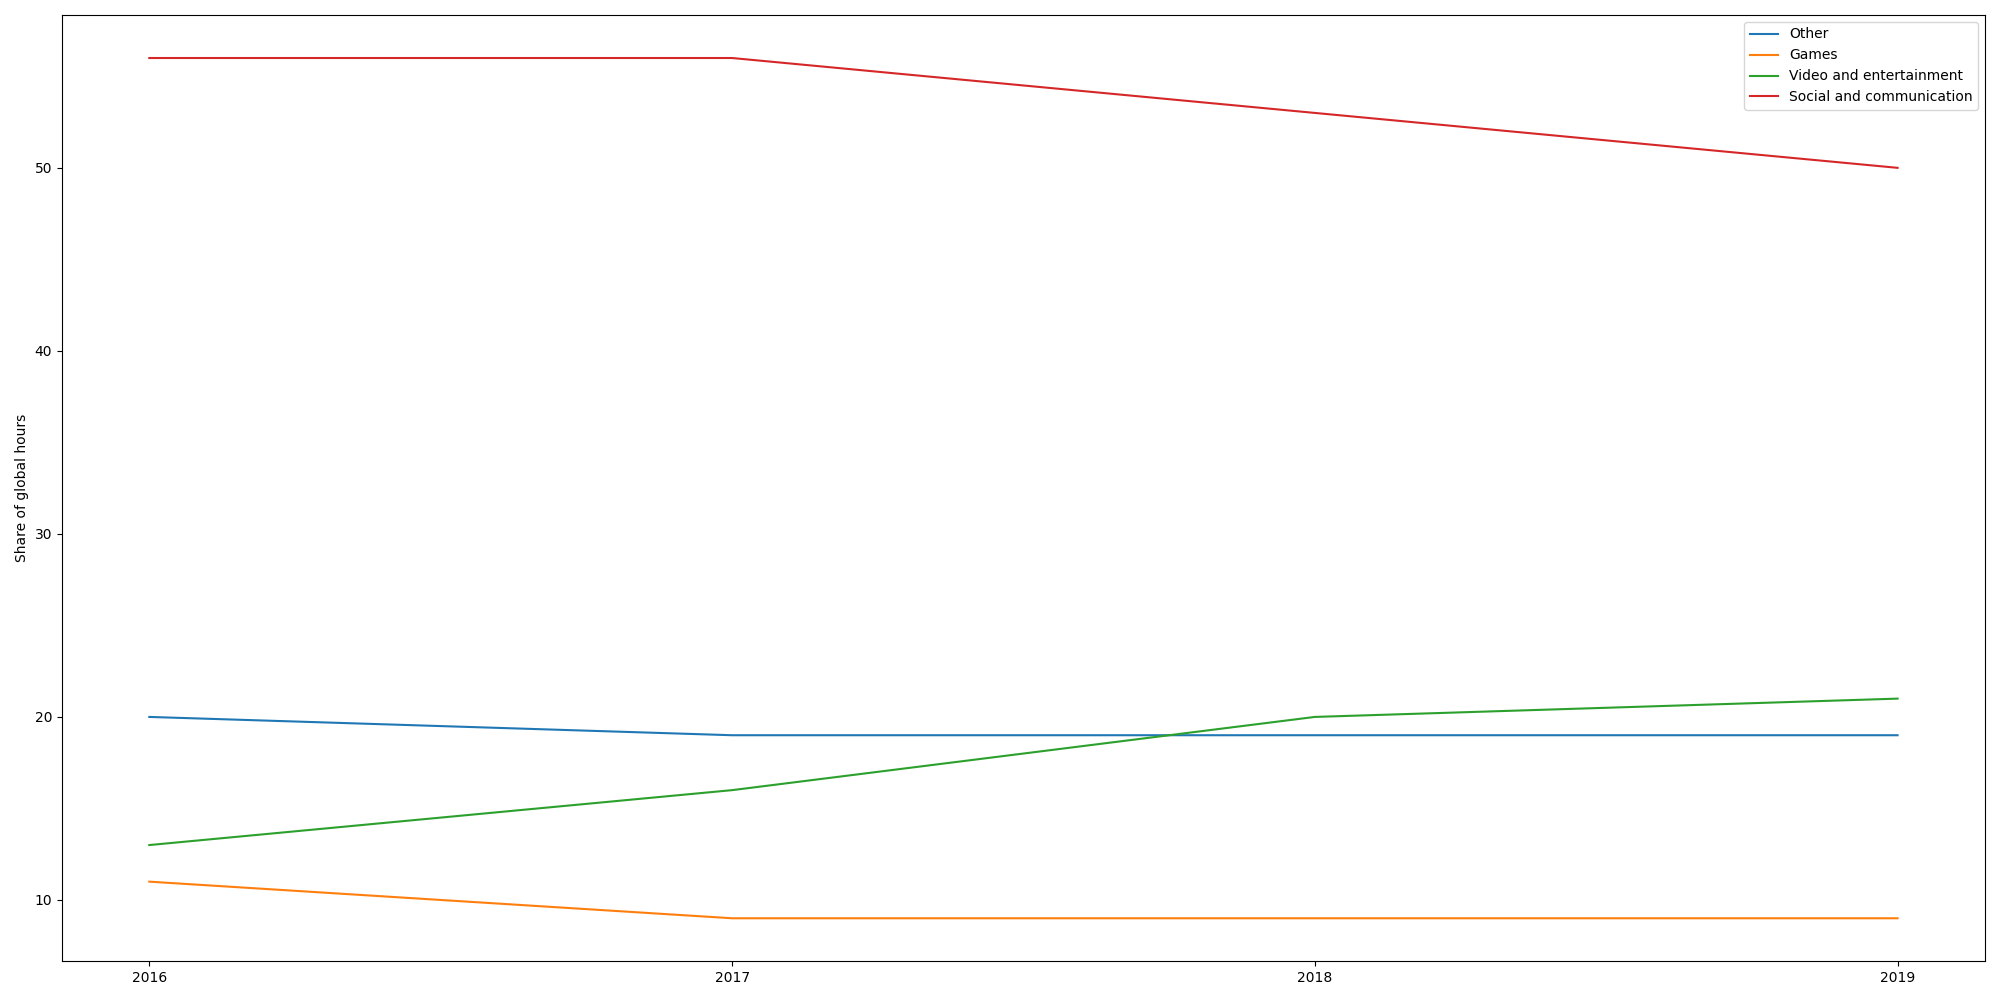 Other
Games
Video and entertainment
Social and communication
50
40
30
20
10
Share of global hours
2016
2017
2018
2019